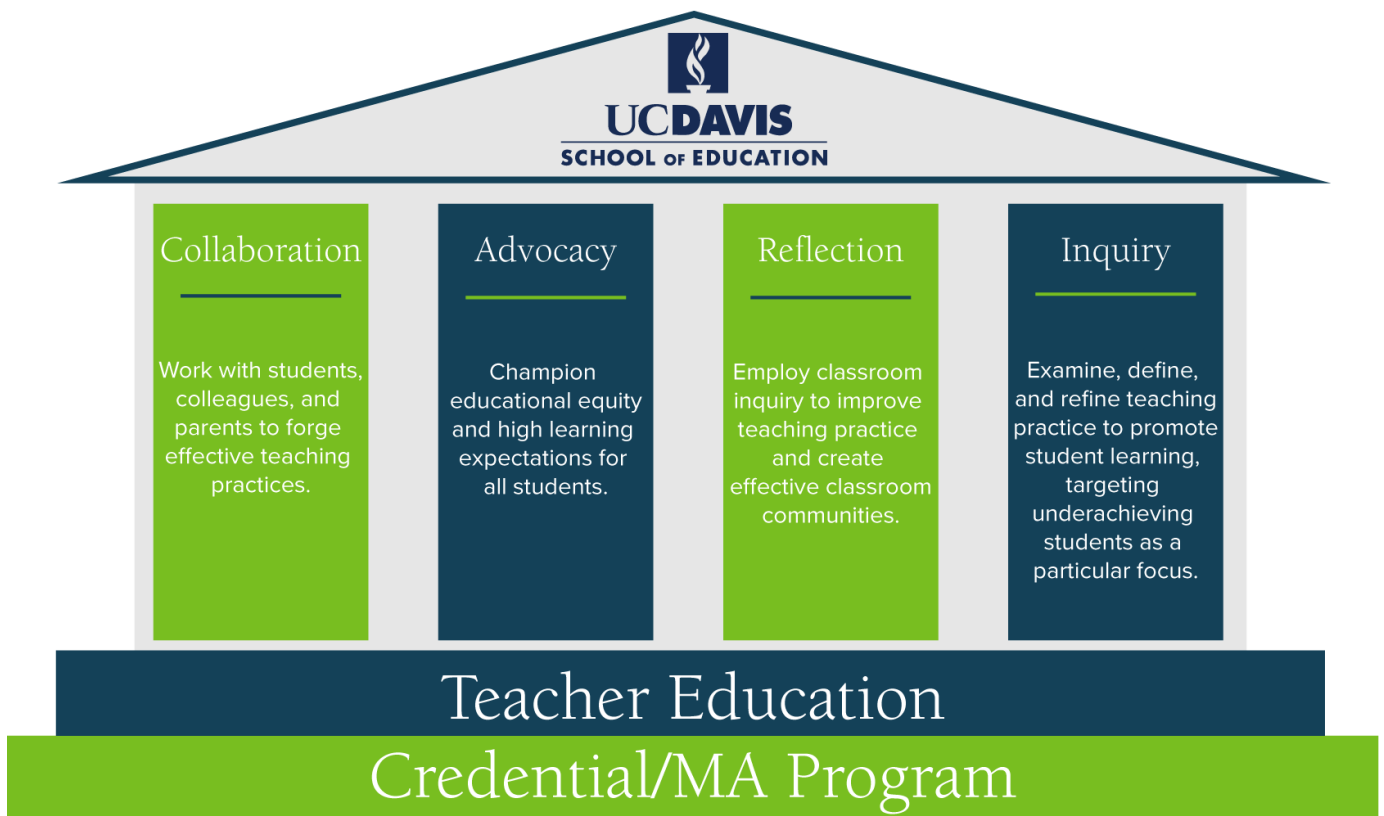 UCDAVIS
SCHOOL OF EDUCATION
Collaboration
Work with students,
colleagues, and
parents to forge
effective teaching
practices.
Advocacy
Champion
educational equity
and high learning
expectations for
all students.
Reflection
Employ classroom
inquiry to improve
teaching practice
and create
effective classroom
communities.
Inquiry
Examine, define,
and refine teaching
practice to promote
student learning,
targeting
underachieving
students as a
particular focus.
Teacher Education
Credential/MA Program